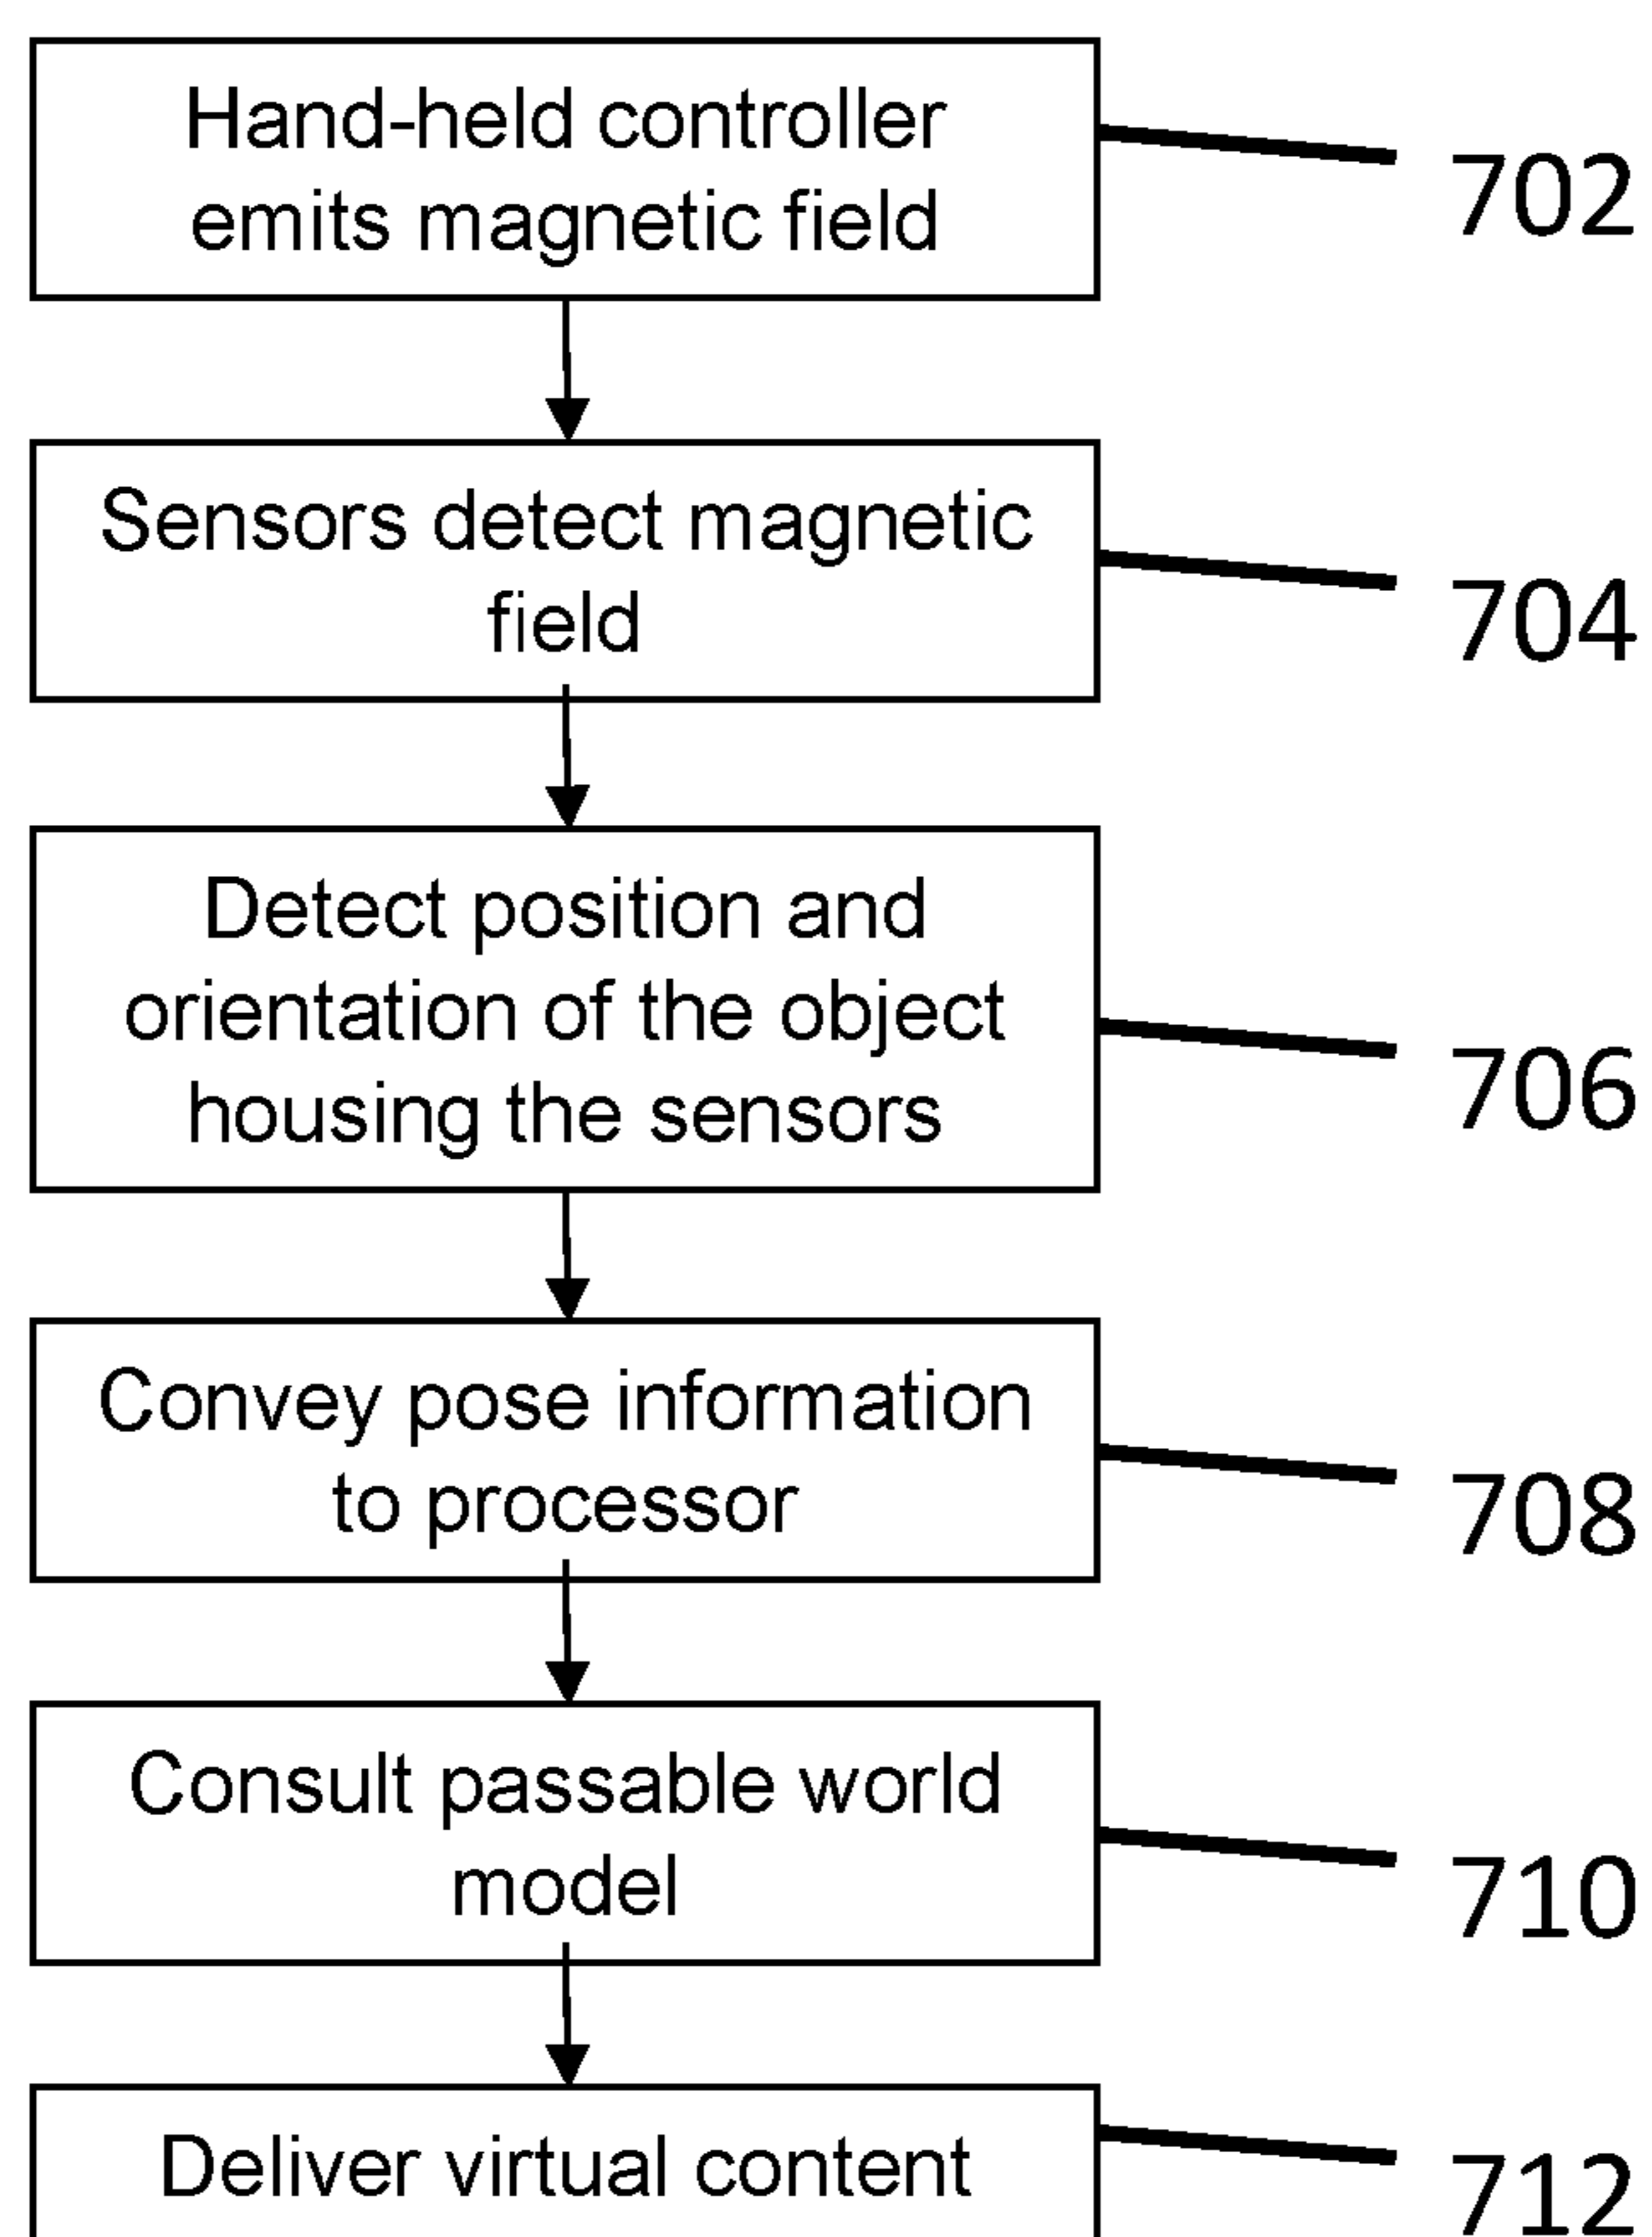 Hand-held controller
emits magnetic field
702
Sensors detect magnetic
field
704
Detect position and
orientation of the object
housing the sensors
706
Convey pose information
to processor
708
Consult passable world
model
710
Deliver virtual content
712